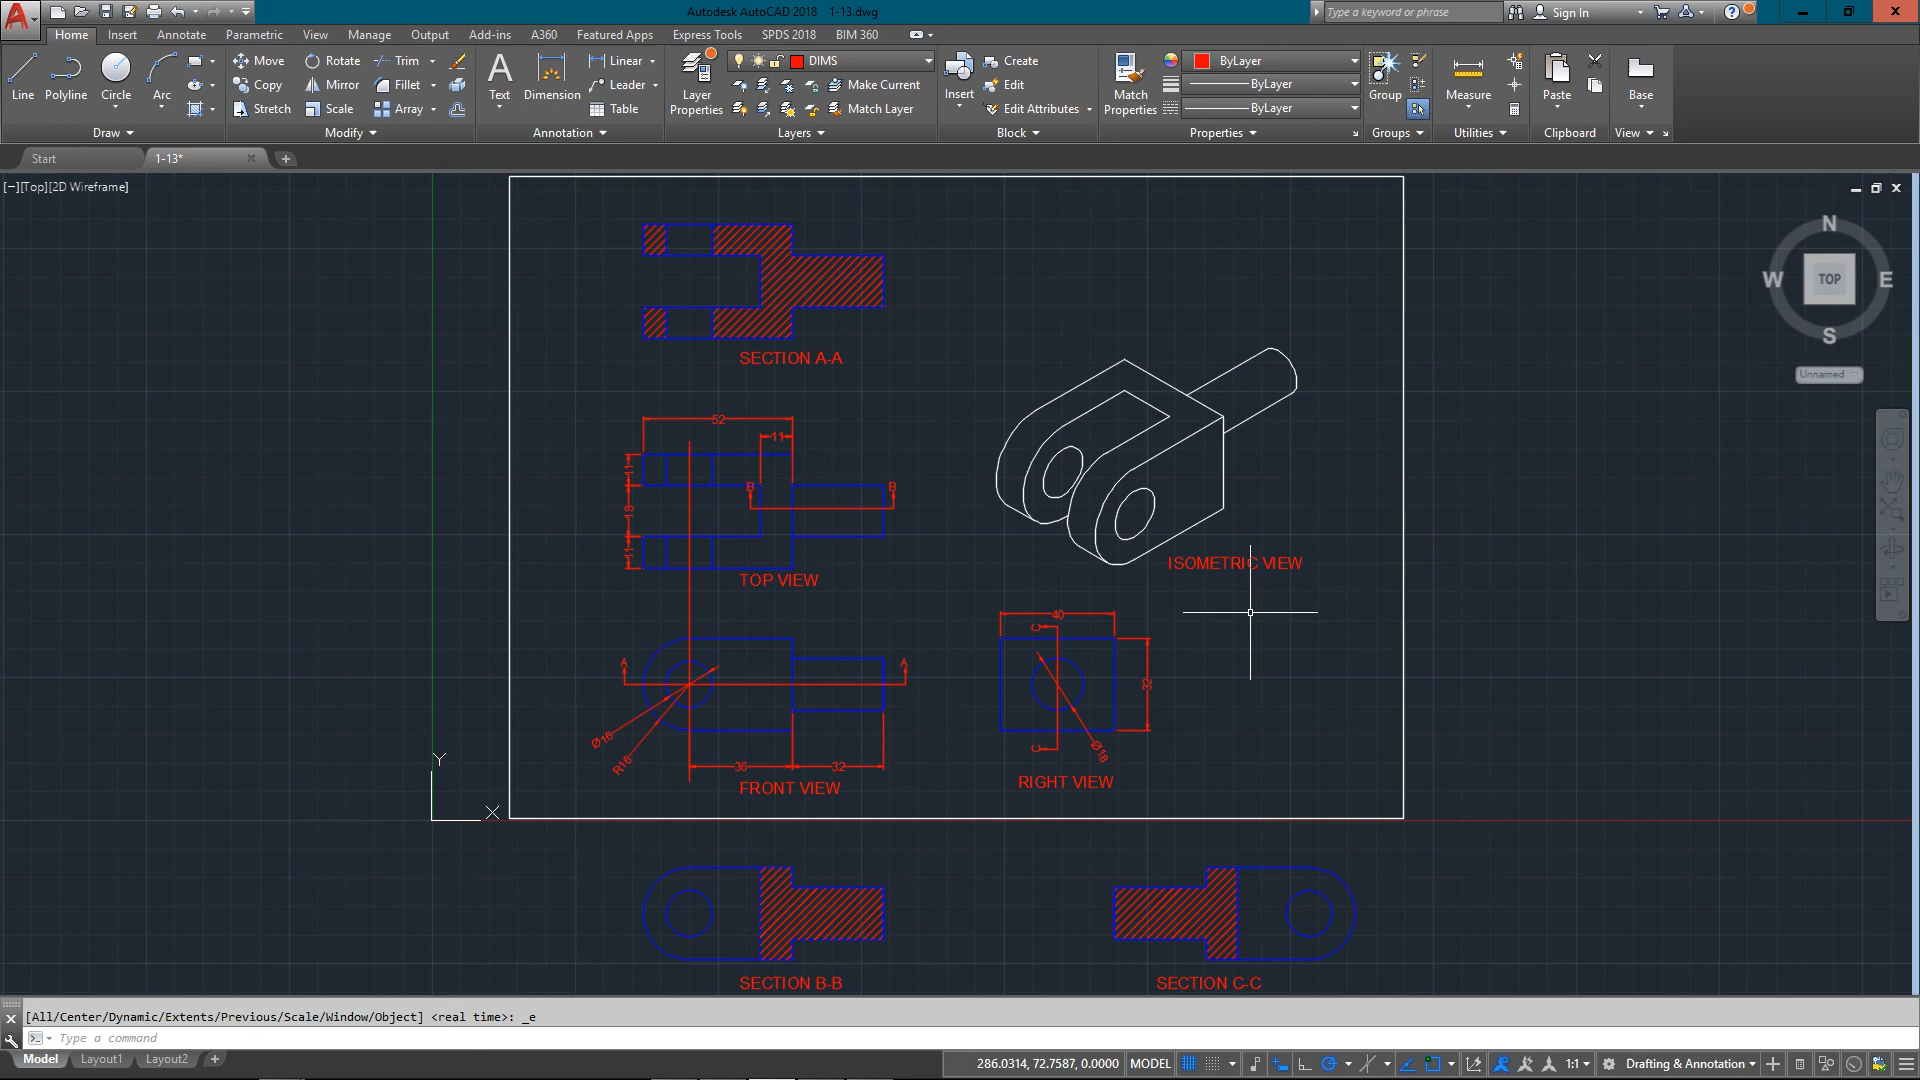 Autodesk AutoCAD 2018 1-13.dwg
Type a keyword or phrase
Sign In
Home Insert Annotate Parametric View Manage Output Add-ins A360 Featured Apps Express Tools SPDS 2018 BIM 360
Line
Polyline
Circle
Arc
Move Rotate Trim
Copy Mirror Fillet
Stretch Scale Array
Text
Dimension
Linear
Leader
Table
Layer
Properties
DIMS
Make Current
Match Layer
Insert
Create
Edit
Edit Attributes
Match
Properties
ByLayer
ByLayer
ByLayer
Group
Measure
Paste
Base
Draw Modify Annotation Layers Block Properties Groups Utilities Clipboard View
Start
1-13*
[−][Top][2D Wireframe]
N
W TOP E
S
Unnamed
SECTION A-A
52
11
11
18
11
B B
TOP VIEW
ISOMETRIC VIEW
A A
Ø16
R16
36 32
FRONT VIEW
40
C
32
C
Ø18
RIGHT VIEW
Y
X
SECTION B-B
SECTION C-C
[All/Center/Dynamic/Extents/Previous/Scale/Window/Object] <real time>: _e
Type a command
Model Layout1 Layout2
286.0314, 72.7587, 0.0000 MODEL 1:1 Drafting & Annotation